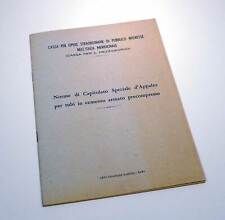 CASSA PER OPERE STRAORDINARIE DI PUBBLICO INTERESSE
NELL'ITALIA MERIDIONALE
(CASSA PER IL MEZZOGIORNO)
Norme di Capitolato Speciale d'Appalto
per tubi in cemento armato precompresso
BARI